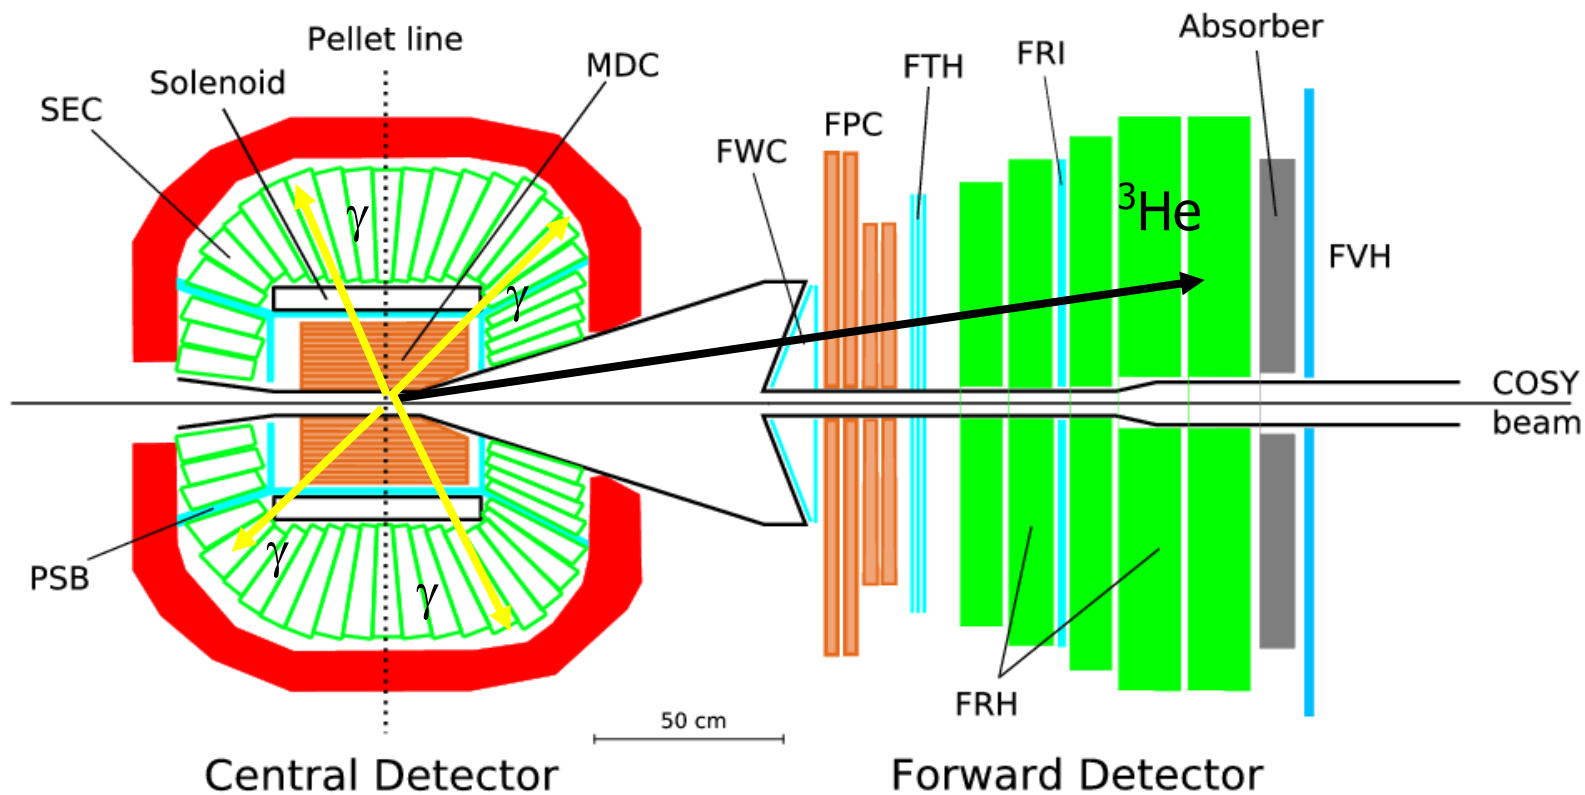 Pellet line
Solenoid
SEC
MDC
FWC
FPC
FTH
FRI
Absorber
γ
γ
³He
FVH
COSY
beam
PSB
γ
γ
FRH
50 cm
Central Detector
Forward Detector